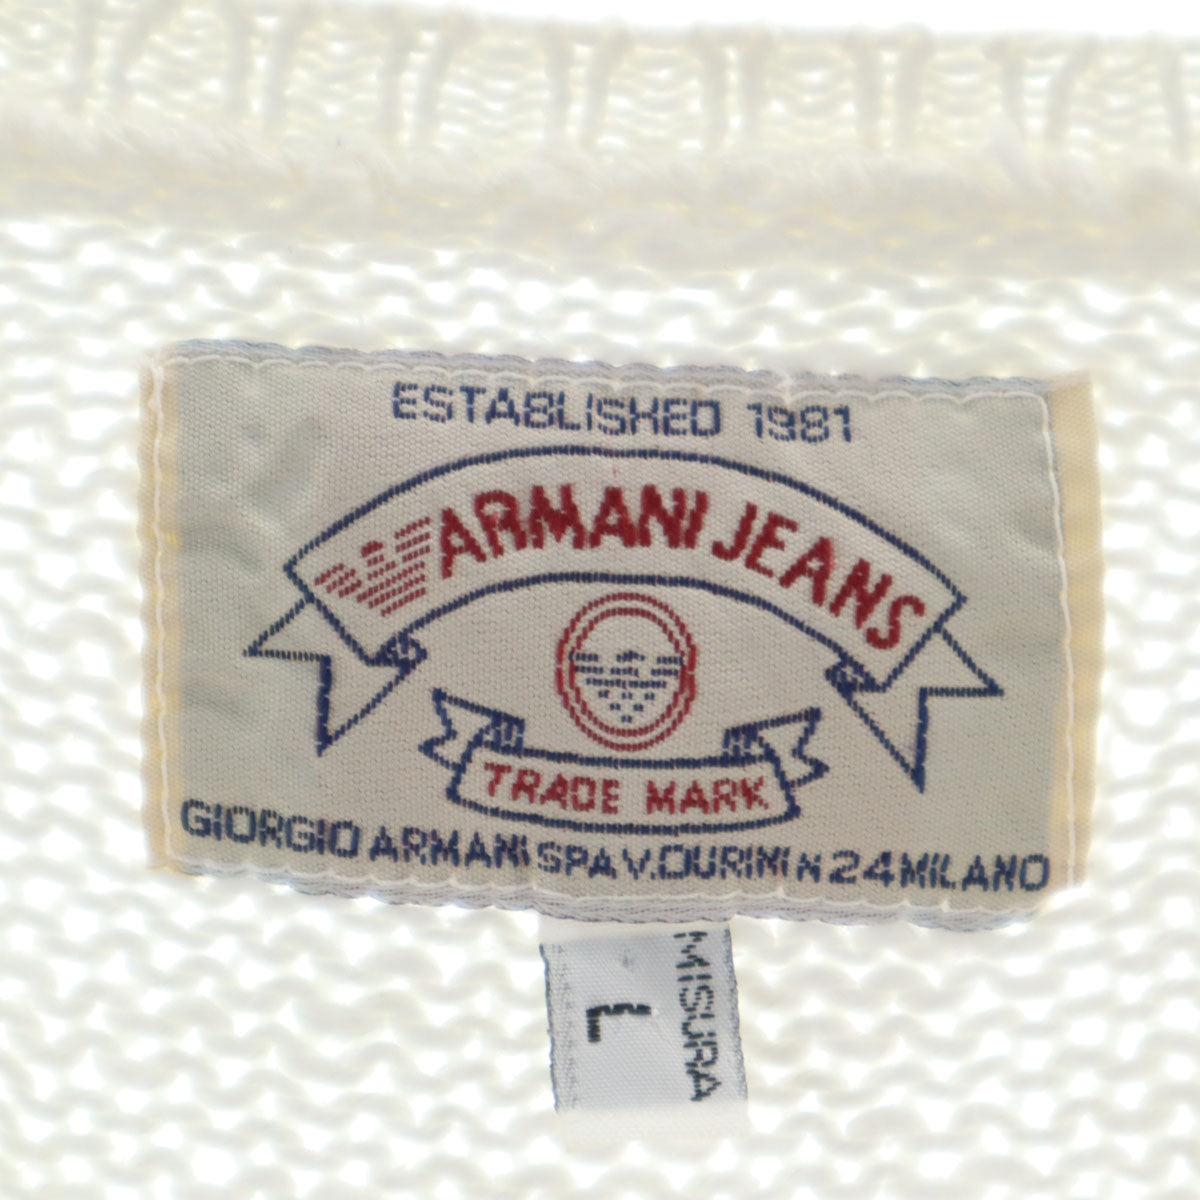 ESTABLISHED 1981
ARMANI JEANS
TRADE MARK
GIORGIO ARMANI SPA V.DURINI N 24 MILANO
MISURA
L